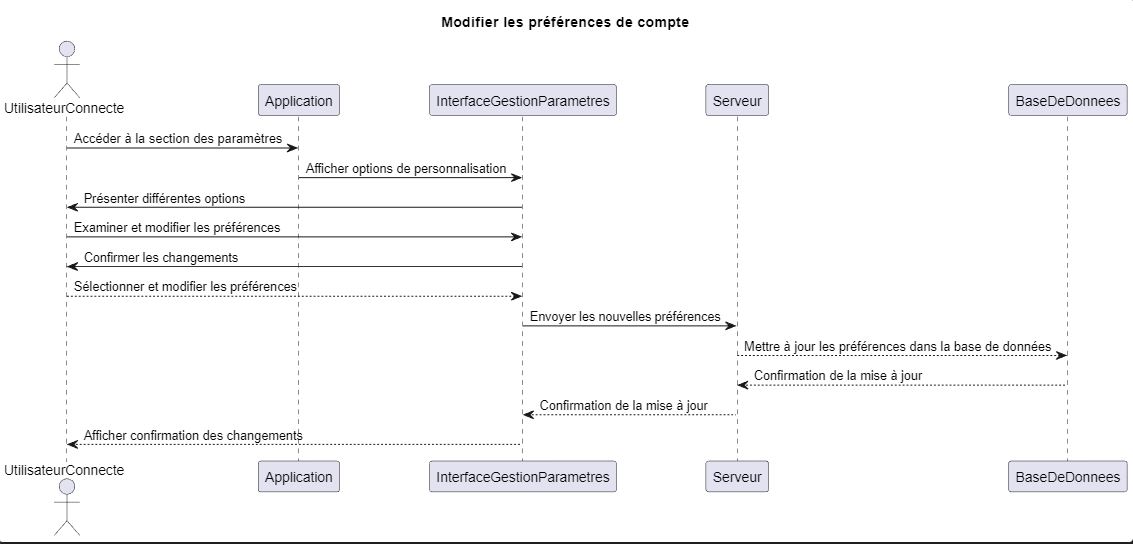 Modifier les préférences de compte
UtilisateurConnecte
Application
InterfaceGestionParametres
Serveur
BaseDeDonnees
Accéder à la section des paramètres
Afficher options de personnalisation
Présenter différentes options
Examiner et modifier les préférences
Confirmer les changements
Sélectionner et modifier les préférences
Envoyer les nouvelles préférences
Mettre à jour les préférences dans la base de données
Confirmation de la mise à jour
Confirmation de la mise à jour
Afficher confirmation des changements
UtilisateurConnecte
Application
InterfaceGestionParametres
Serveur
BaseDeDonnees